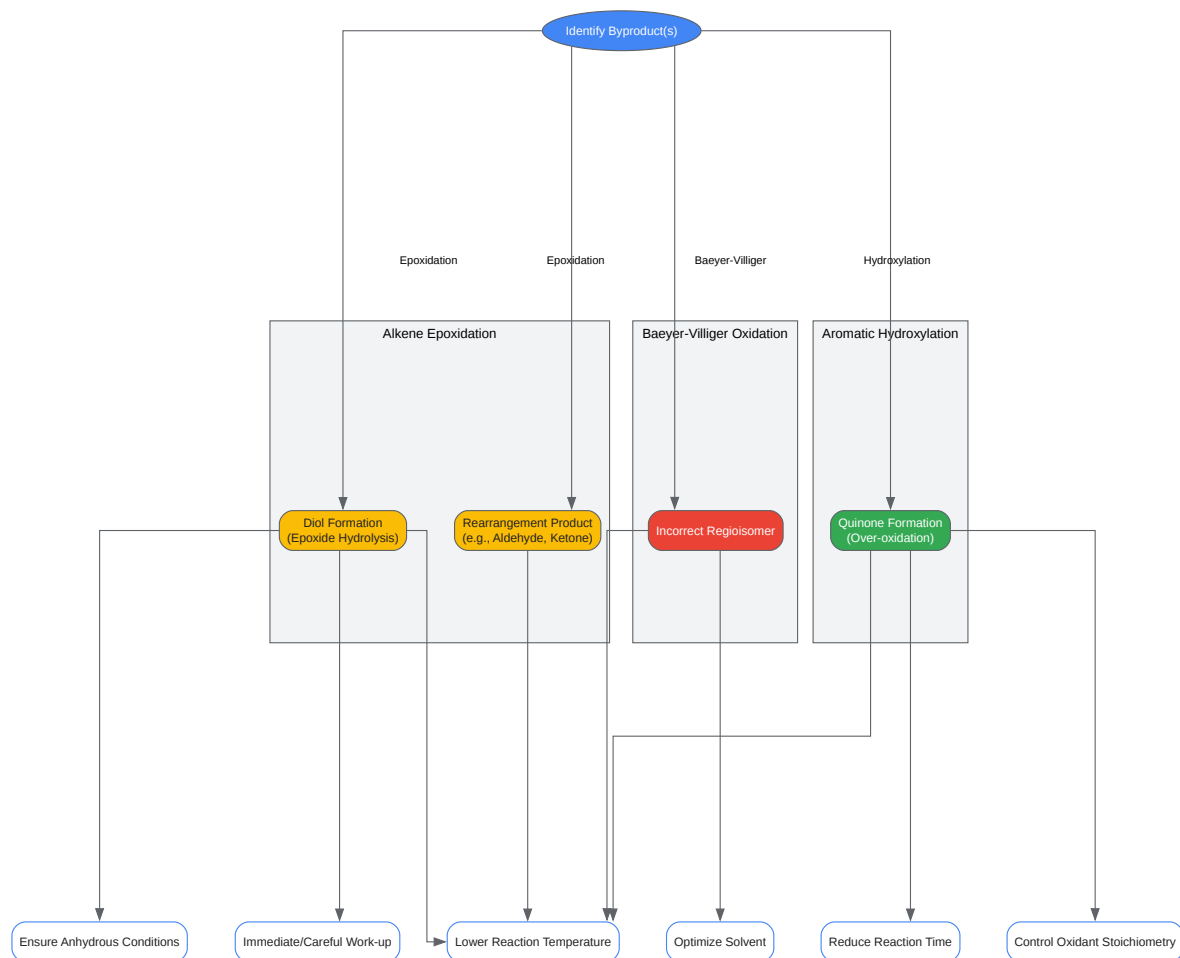 Identify Byproduct(s)
Epoxidation
Epoxidation
Baeyer-Villiger
Hydroxylation
Alkene Epoxidation
Baeyer-Villiger Oxidation
Aromatic Hydroxylation
Diol Formation
(Epoxide Hydrolysis)
Rearrangement Product
(e.g., Aldehyde, Ketone)
Incorrect Regioisomer
Quinone Formation
(Over-oxidation)
Ensure Anhydrous Conditions
Immediate/Careful Work-up
Lower Reaction Temperature
Optimize Solvent
Reduce Reaction Time
Control Oxidant Stoichiometry